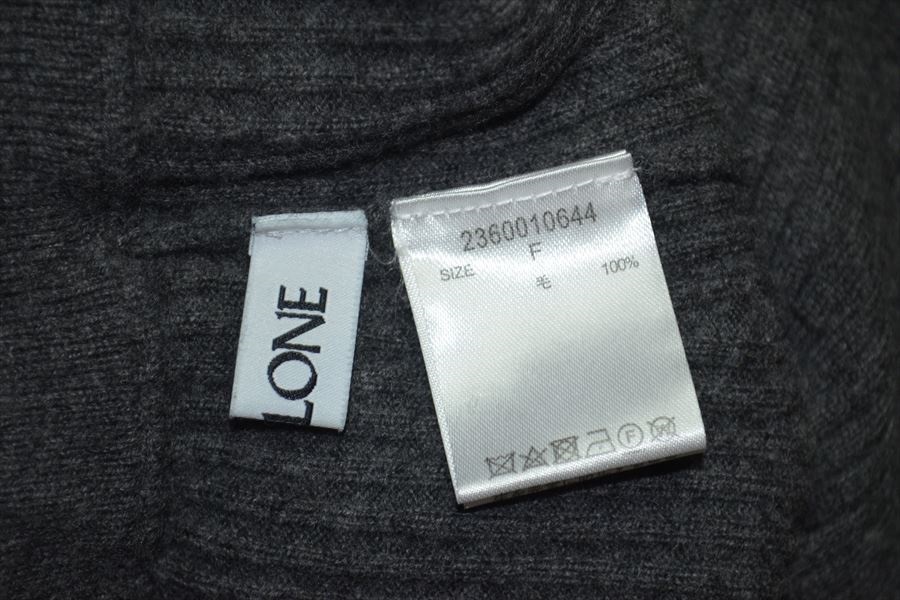 LONE
2360010644
F
SIZE
毛 100%
F